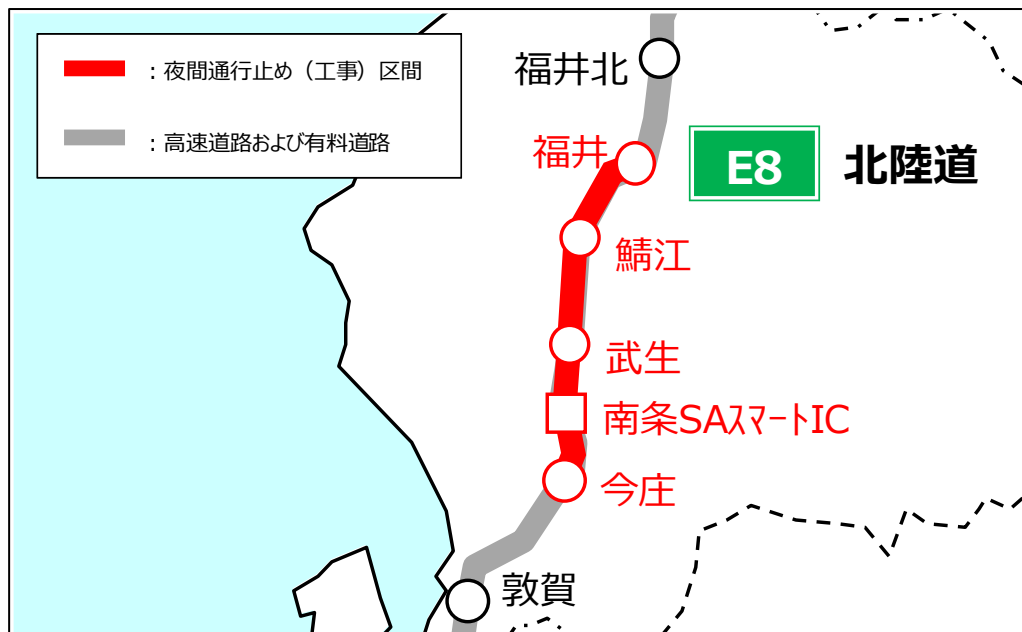 ：夜間通行止め（工事）区間
：高速道路および有料道路
福井北
福井
E8 北陸道
鯖江
武生
南条SAｽﾏｰﾄIC
今庄
敦賀